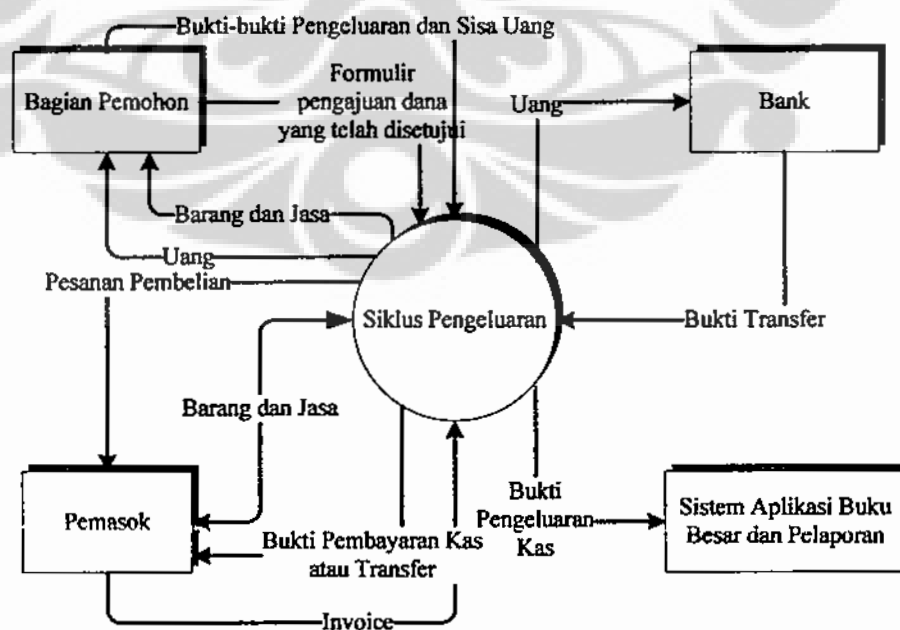 Bukti-bukti Pengeluaran dan Sisa Uang
Bagian Pemohon
Formulir
pengajuan dana
yang telah disetujui
Uang
Bank
Barang dan Jasa
Uang
Pesanan Pembelian
Siklus Pengeluaran
Bukti Transfer
Barang dan Jasa
Pemasok
Bukti
Pengeluaran
Kas
Sistem Aplikasi Buku
Besar dan Pelaporan
Bukti Pembayaran Kas
atau Transfer
Invoice